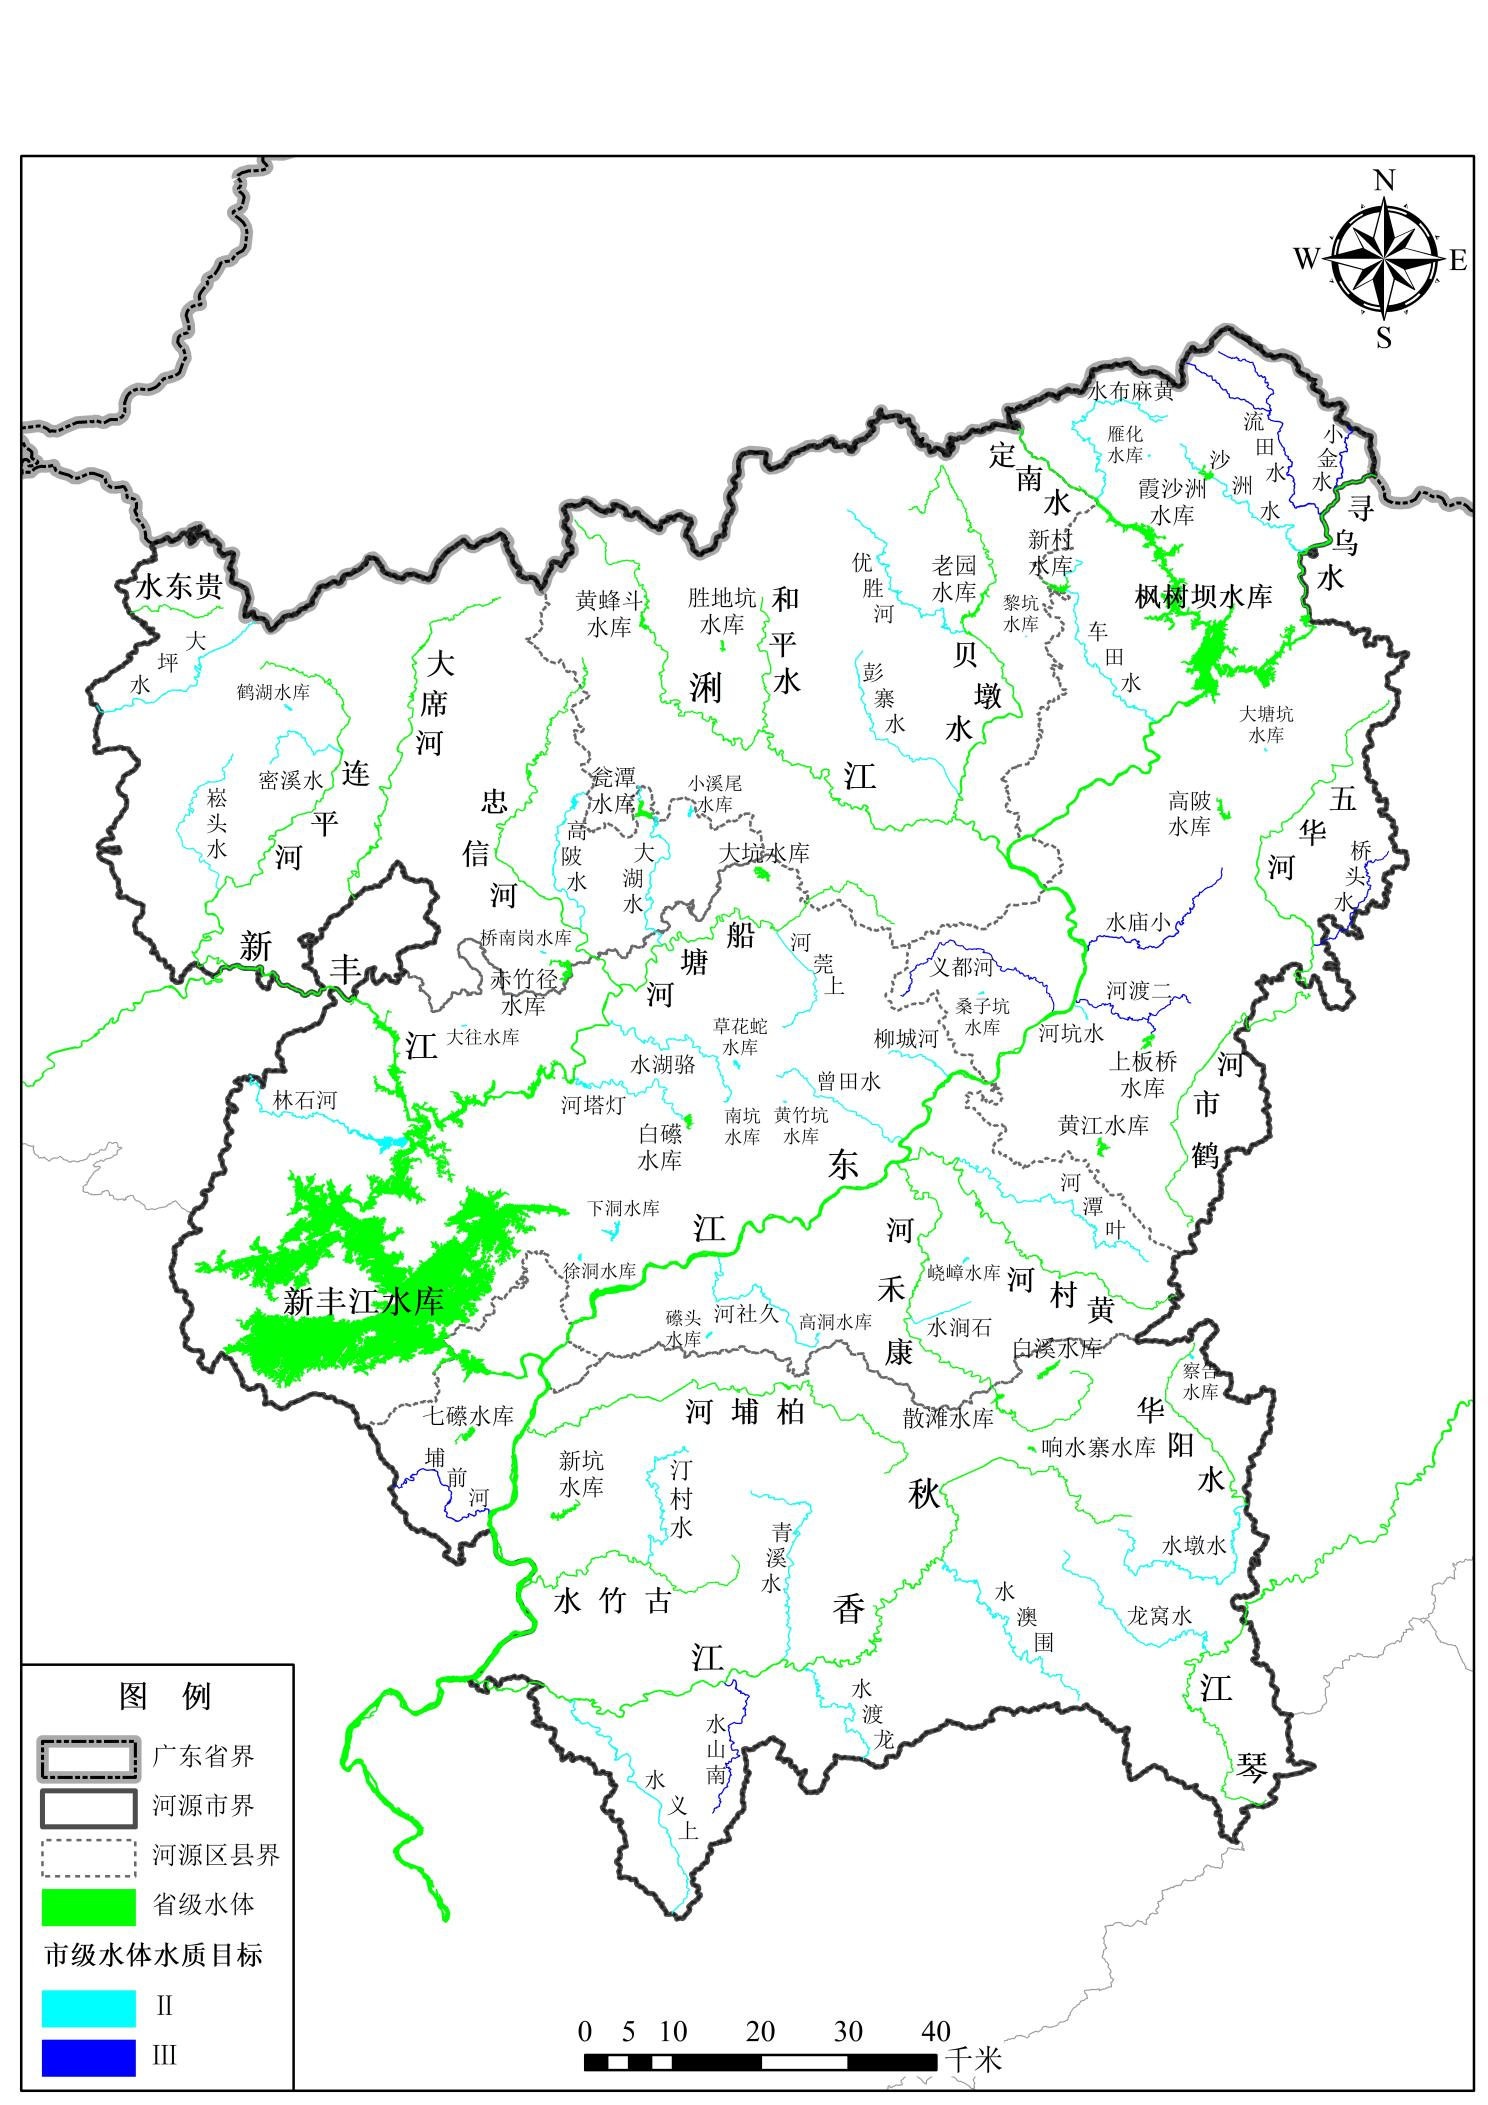 N
W
E
S
水布麻黄
流田水
小金水
雁化
水库
定南水
沙洲水
霞沙洲
水库
寻乌水
新村
水库
优胜河
老园
水库
水东贵
黄蜂斗
水库
胜地坑
水库
和平水
黎坑
水库
枫树坝水库
车田水
大坪水
大席河
贝墩水
彭寨水
浰江
鹤湖水库
大塘坑
水库
连平河
密溪水
瓮潭
水库
小溪尾
水库
忠信河
崧头水
高陂
水库
五华河
高陂水
大湖水
大坑水库
桥头水
水庙小
船塘河
河莞上
新丰江
桥南岗水库
赤竹径
水库
义都河
河渡二
桑子坑
水库
大往水库
草花蛇
水库
柳城河
河坑水
水湖骆
上板桥
水库
河市鹤
曾田水
林石河
河塔灯
南坑
水库
黄竹坑
水库
白礤
水库
黄江水库
东江
河潭叶
下洞水库
河禾康
徐洞水库
峣嶂水库
河村黄
新丰江水库
礤头
水库
河社久
高洞水库
水涧石
白溪水库
察告
水库
七礤水库
河埔柏
散滩水库
华阳水
响水寨水库
埔前河
新坑
水库
汀村水
秋香江
青溪水
水墩水
水竹古
水澳围
龙窝水
水渡龙
琴江
水山南
水义上
图 例
广东省界
河源市界
河源区县界
省级水体
市级水体水质目标
II
III
0 5 10 20 30 40
千米